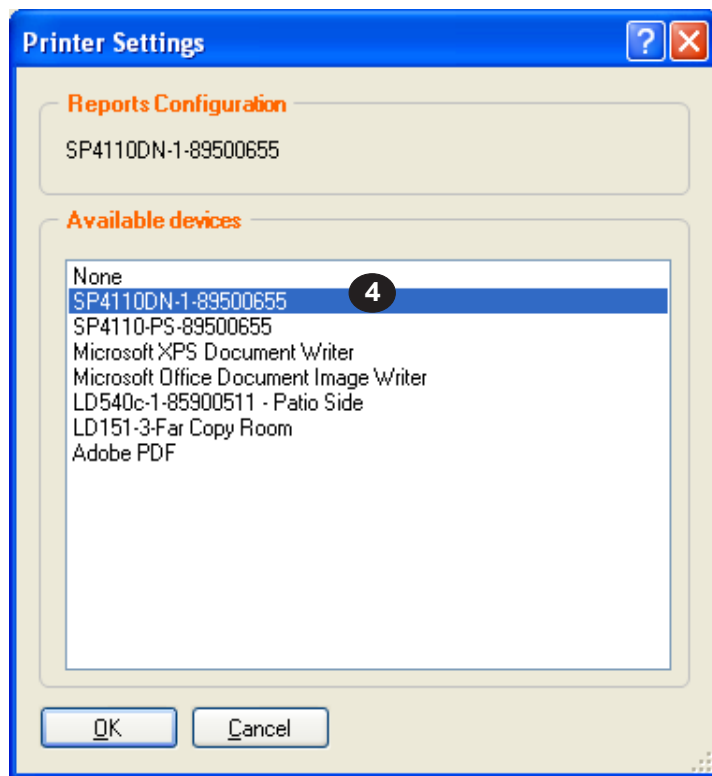 Printer Settings
Reports Configuration
SP4110DN-1-89500655
Available devices
None
SP4110DN-1-89500655 4
SP4110-PS-89500655
Microsoft XPS Document Writer
Microsoft Office Document Image Writer
LD540c-1-85900511 - Patio Side
LD151-3-Far Copy Room
Adobe PDF
OK Cancel